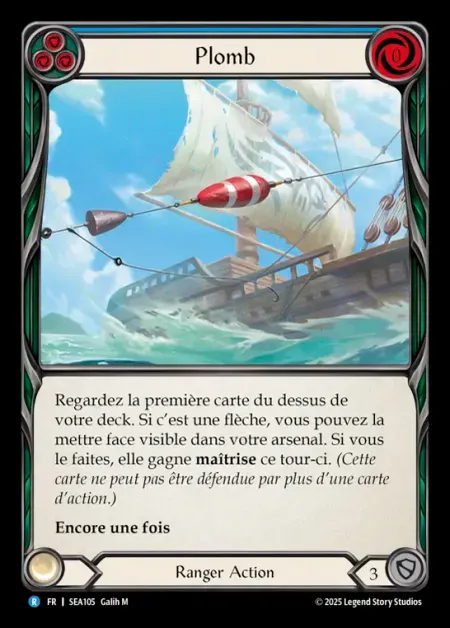 Plomb
0
Regardez la première carte du dessus de
votre deck. Si c'est une flèche, vous pouvez la
mettre face visible dans votre arsenal. Si vous
le faites, elle gagne maîtrise ce tour-ci. (Cette
carte ne peut pas être défendue par plus d'une carte
d'action.)
Encore une fois
Ranger Action
3
R FR | SEA105 Galih M
© 2025 Legend Story Studios